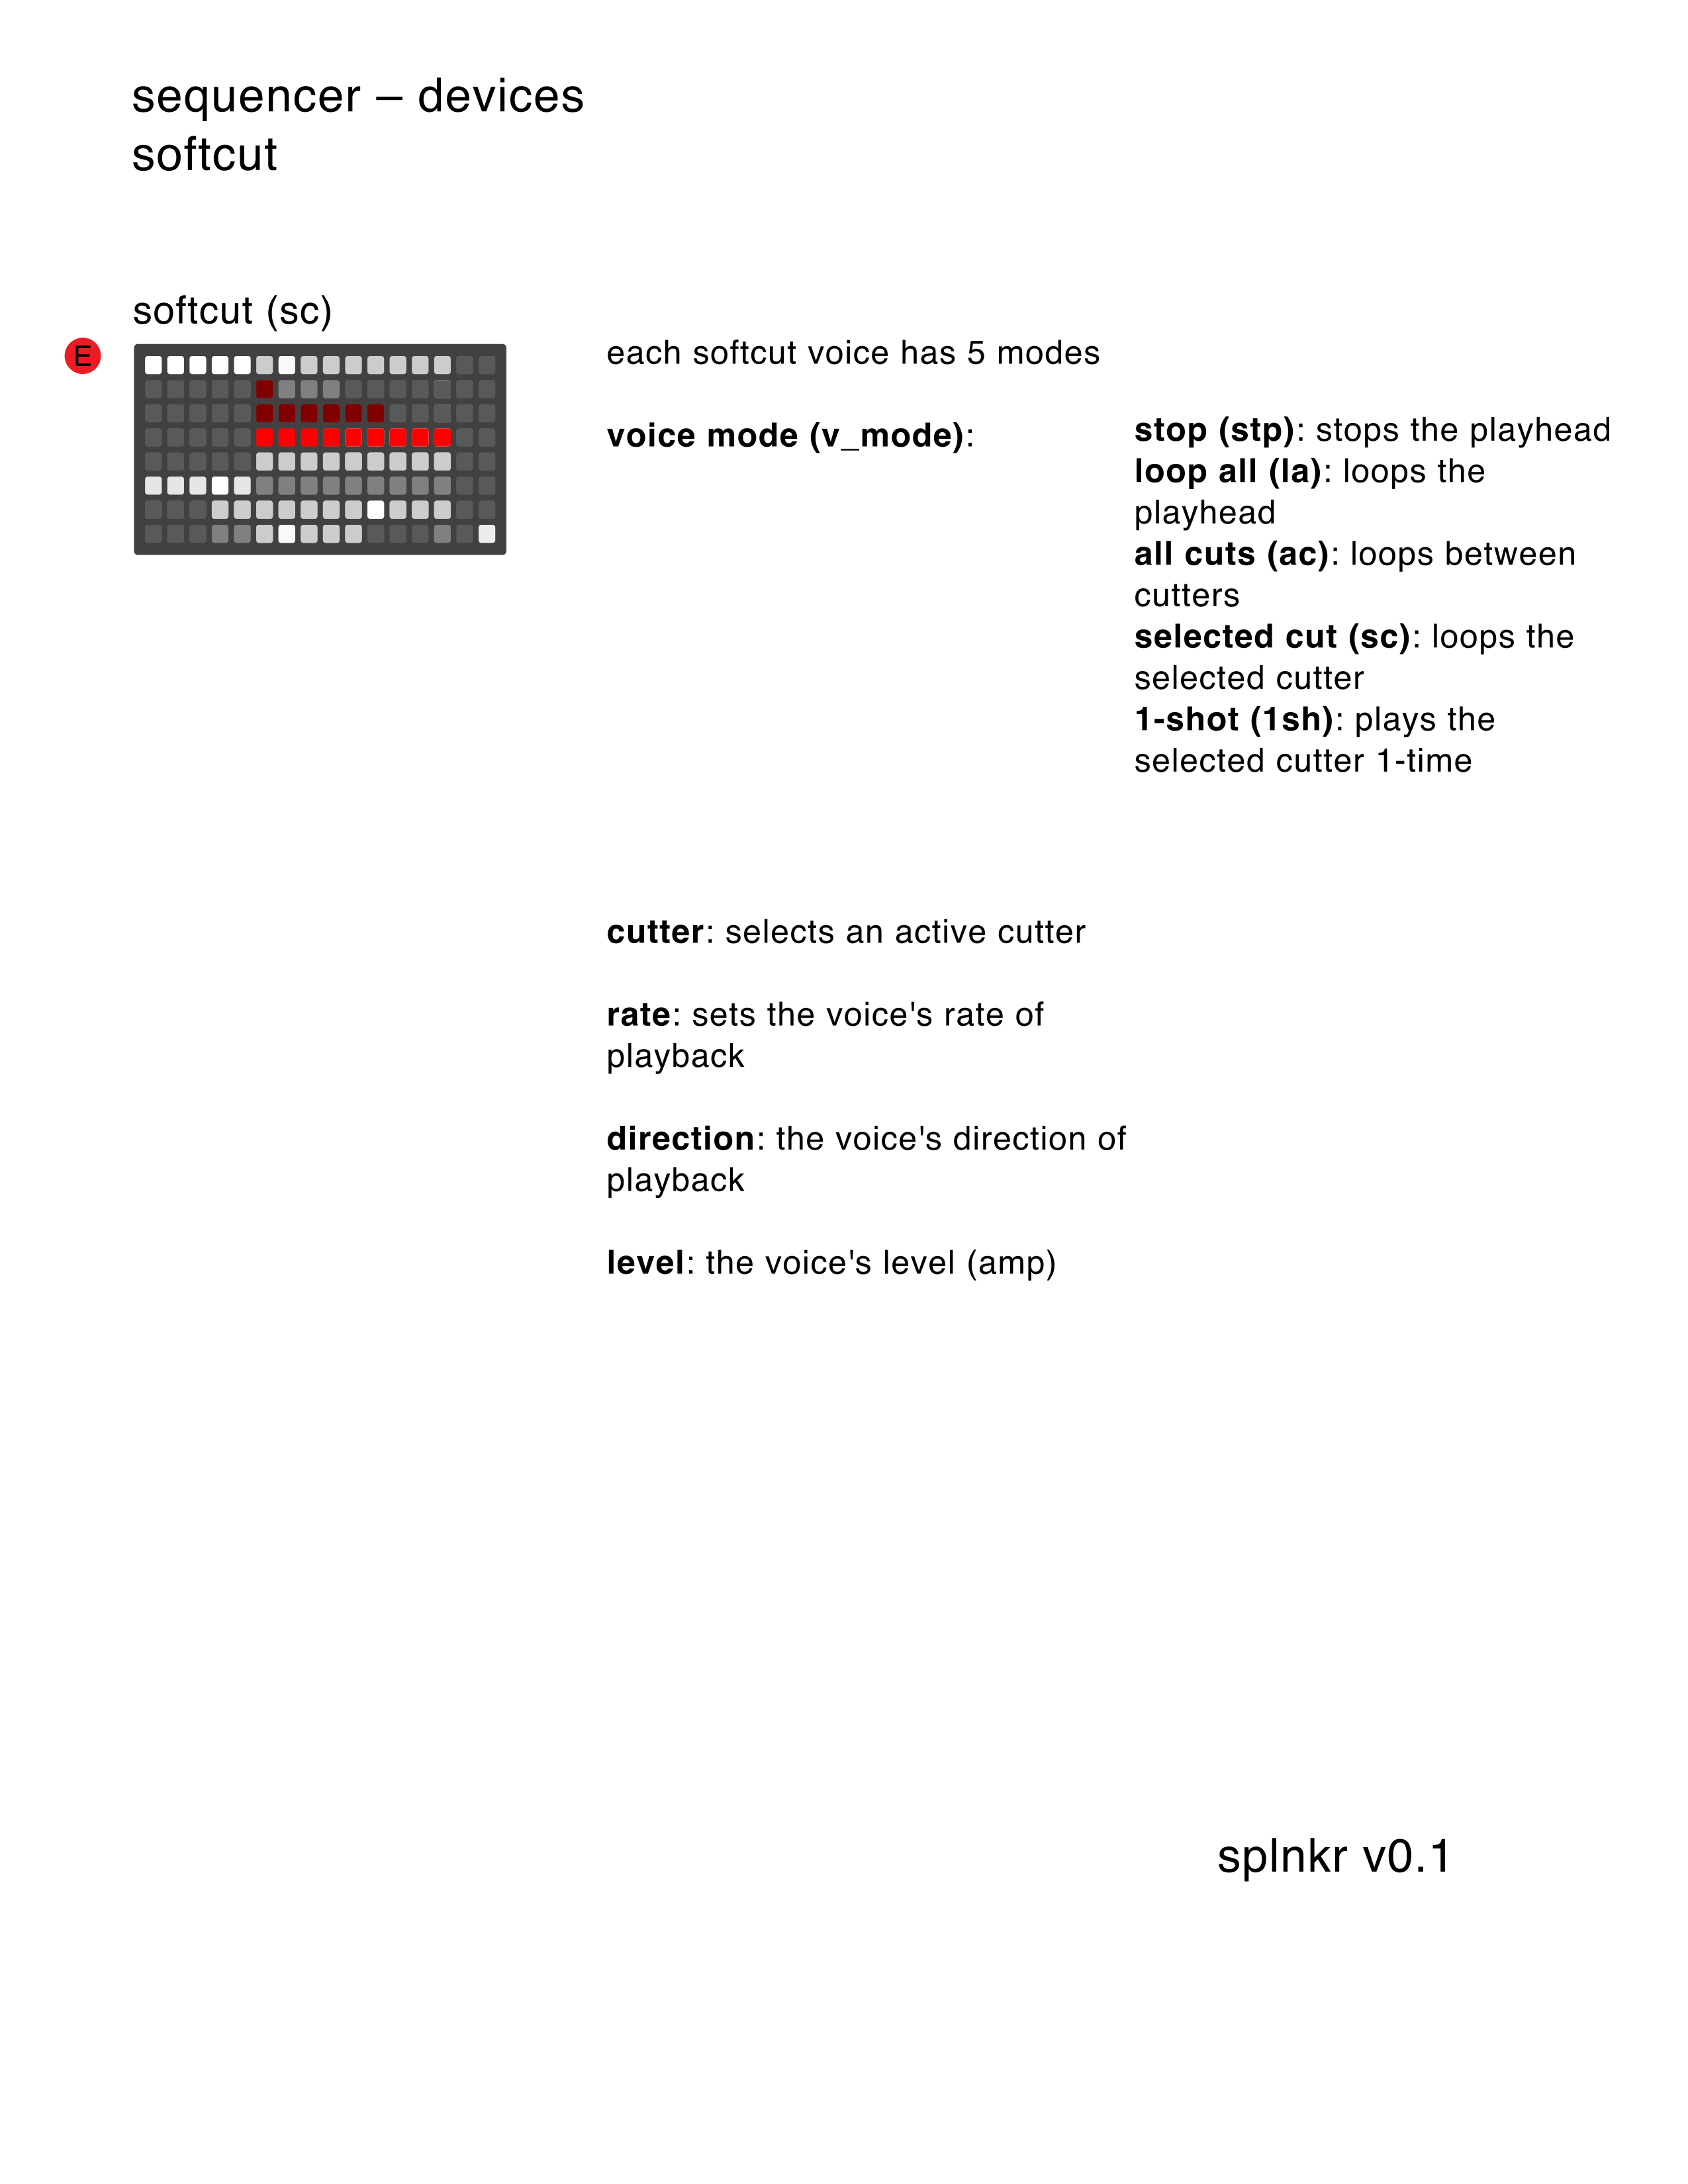 sequencer – devices
softcut
softcut (sc)
E
each softcut voice has 5 modes
voice mode (v_mode):
stop (stp): stops the playhead
loop all (la): loops the
playhead
all cuts (ac): loops between
cutters
selected cut (sc): loops the
selected cutter
1-shot (1sh): plays the
selected cutter 1-time
cutter: selects an active cutter
rate: sets the voice's rate of
playback
direction: the voice's direction of
playback
level: the voice's level (amp)
splnkr v0.1